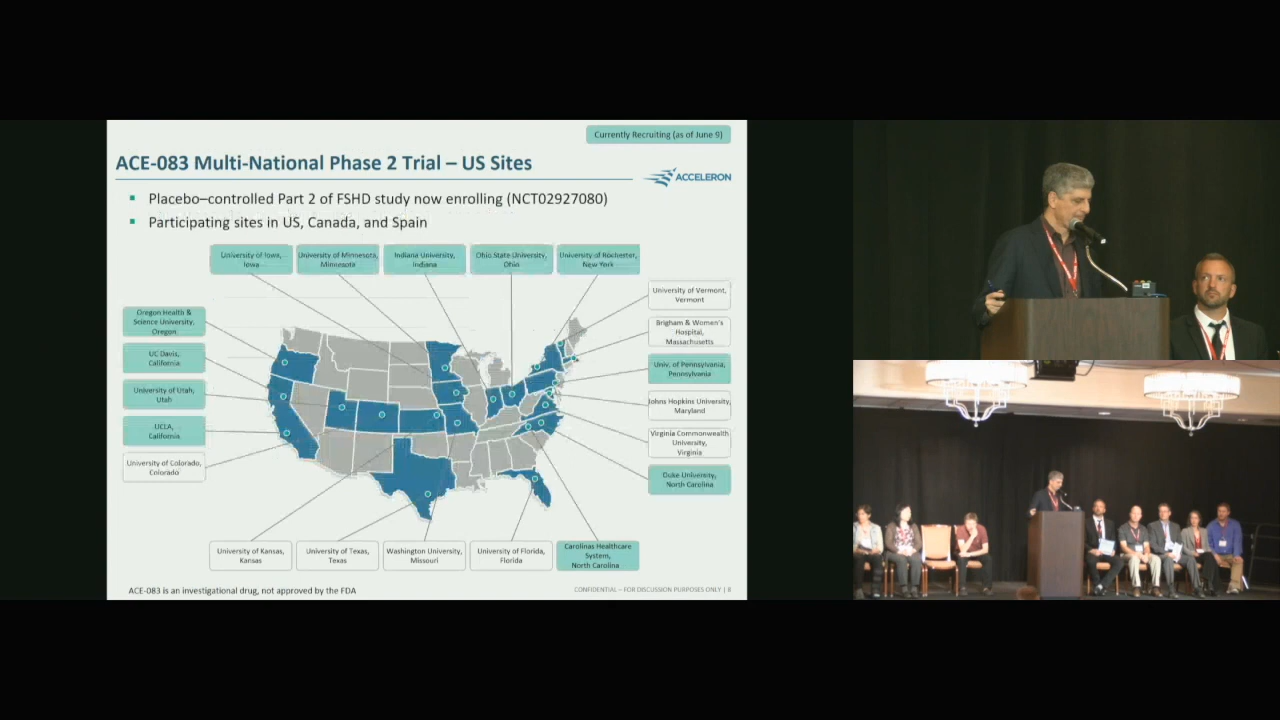 Currently Recruiting (as of June 9)
ACE-083 Multi-National Phase 2 Trial – US Sites
ACCELERON
▪ Placebo–controlled Part 2 of FSHD study now enrolling (NCT02927080)
▪ Participating sites in US, Canada, and Spain
University of Iowa,
Iowa
University of Minnesota,
Minnesota
Indiana University,
Indiana
Ohio State University,
Ohio
University of Rochester,
New York
University of Vermont,
Vermont
Brigham & Women's
Hospital,
Massachusetts
Univ. of Pennsylvania,
Pennsylvania
Johns Hopkins University,
Maryland
Virginia Commonwealth
University,
Virginia
Duke University,
North Carolina
Oregon Health &
Science University,
Oregon
UC Davis,
California
University of Utah,
Utah
UCLA,
California
University of Colorado,
Colorado
University of Kansas,
Kansas
University of Texas,
Texas
Washington University,
Missouri
University of Florida,
Florida
Carolinas Healthcare
System,
North Carolina
ACE-083 is an investigational drug, not approved by the FDA
CONFIDENTIAL – FOR DISCUSSION PURPOSES ONLY | 8